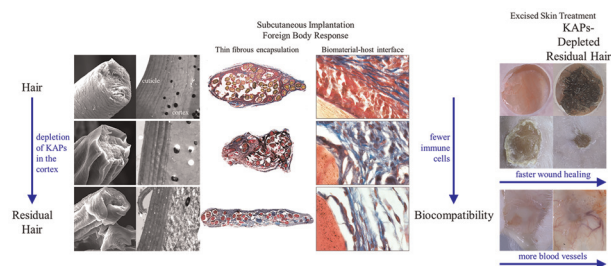 Subcutaneous Implantation
Foreign Body Response
Thin fibrous encapsulation
Biomaterial-host interface
Excised Skin Treatment
KAPs-
Depleted
Residual Hair
Hair
cuticle
cortex
depletion
of KAPs
in the
cortex
fewer
immune
cells
faster wound healing
Residual
Hair
Biocompatibility
more blood vessels